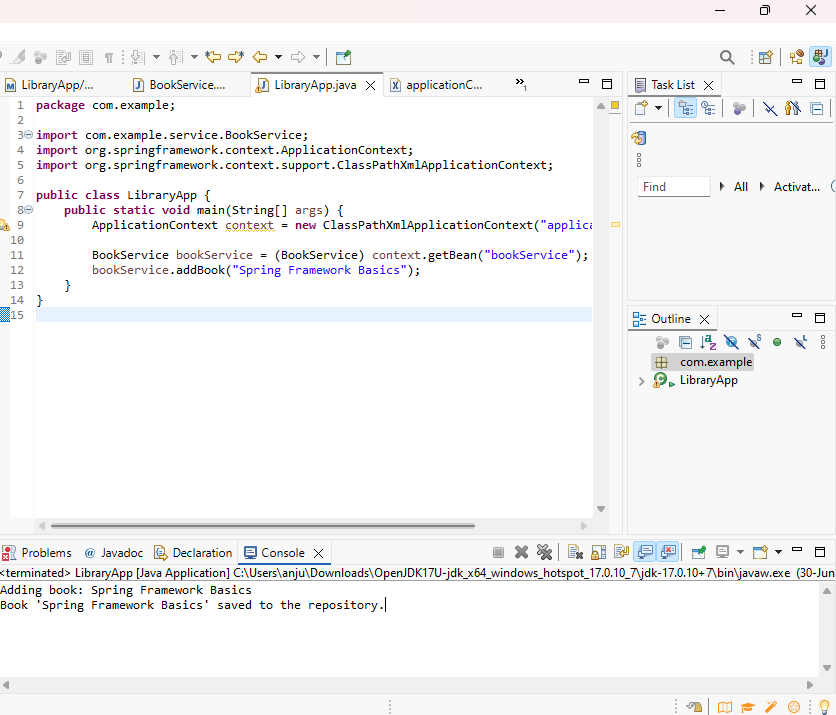 LibraryApp/...
BookService....
LibraryApp.java
applicationC...
»1
Task List
1 package com.example;
2
3 import com.example.service.BookService;
4 import org.springframework.context.ApplicationContext;
5 import org.springframework.context.support.ClassPathXmlApplicationContext;
6
7 public class LibraryApp {
8 public static void main(String[] args) {
9 ApplicationContext context = new ClassPathXmlApplicationContext("applica
10
11 BookService bookService = (BookService) context.getBean("bookService");
12 bookService.addBook("Spring Framework Basics");
13 }
14 }
15
Find
All
Activat...
Outline
com.example
LibraryApp
Problems
Javadoc
Declaration
Console
<terminated> LibraryApp [Java Application] C:\Users\anju\Downloads\OpenJDK17U-jdk_x64_windows_hotspot_17.0.10_7\jdk-17.0.10+7\bin\javaw.exe (30-Jun
Adding book: Spring Framework Basics
Book 'Spring Framework Basics' saved to the repository.